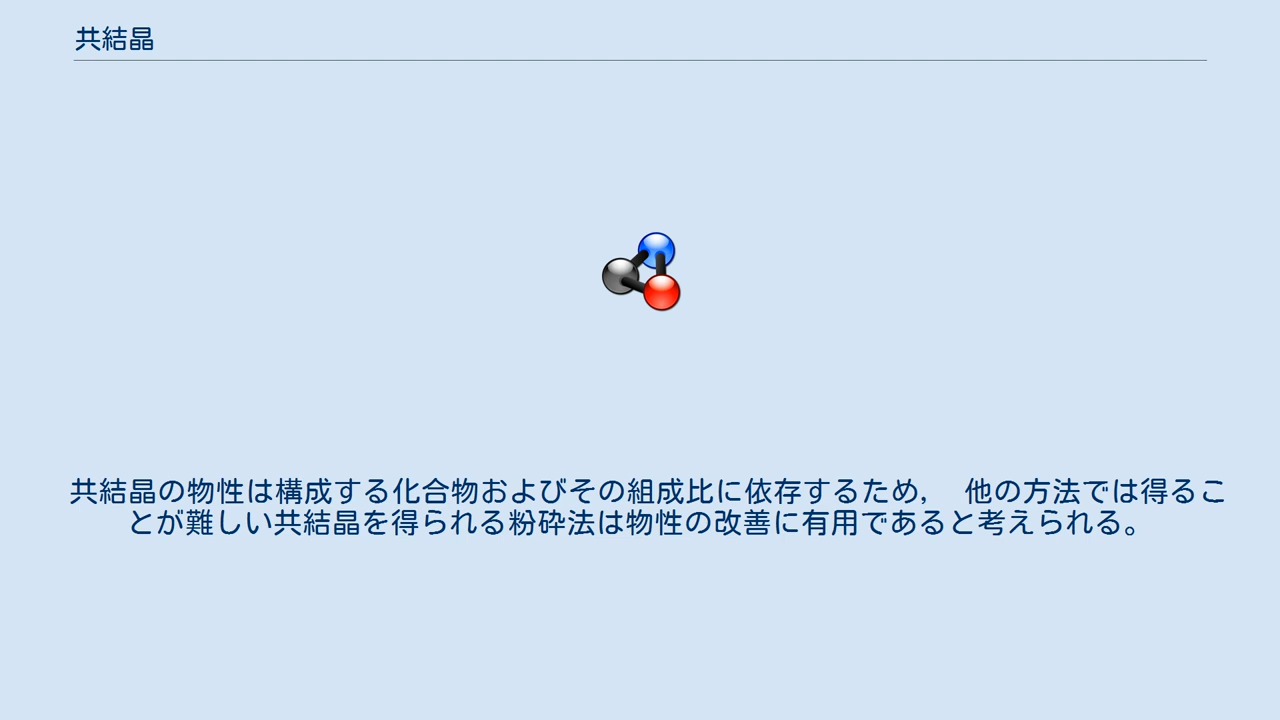 共結晶
共結晶の物性は構成する化合物およびその組成比に依存するため,　他の方法では得るこ
とが難しい共結晶を得られる粉砕法は物性の改善に有用であると考えられる。